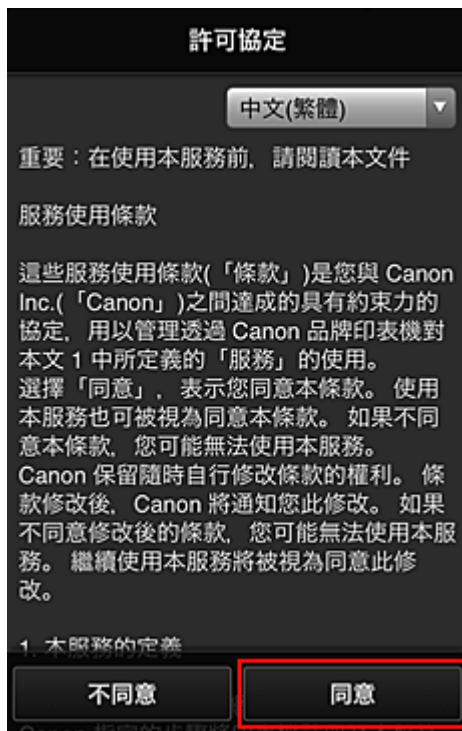 許可協定
中文(繁體)
重要：在使用本服務前，請閱讀本文件
服務使用條款
這些服務使用條款(「條款」)是您與 Canon
Inc.(「Canon」)之間達成的具有約束力的
協定，用以管理透過 Canon 品牌印表機對
本文 1 中所定義的「服務」的使用。
選擇「同意」，表示您同意本條款。 使用
本服務也可被視為同意本條款。 如果不同
意本條款，您可能無法使用本服務。
Canon 保留隨時自行修改條款的權利。 條
款修改後，Canon 將通知您此修改。 如果
不同意修改後的條款，您可能無法使用本服
務。 繼續使用本服務將被視為同意此修
改。
1. 本服務的定義
不同意
同意